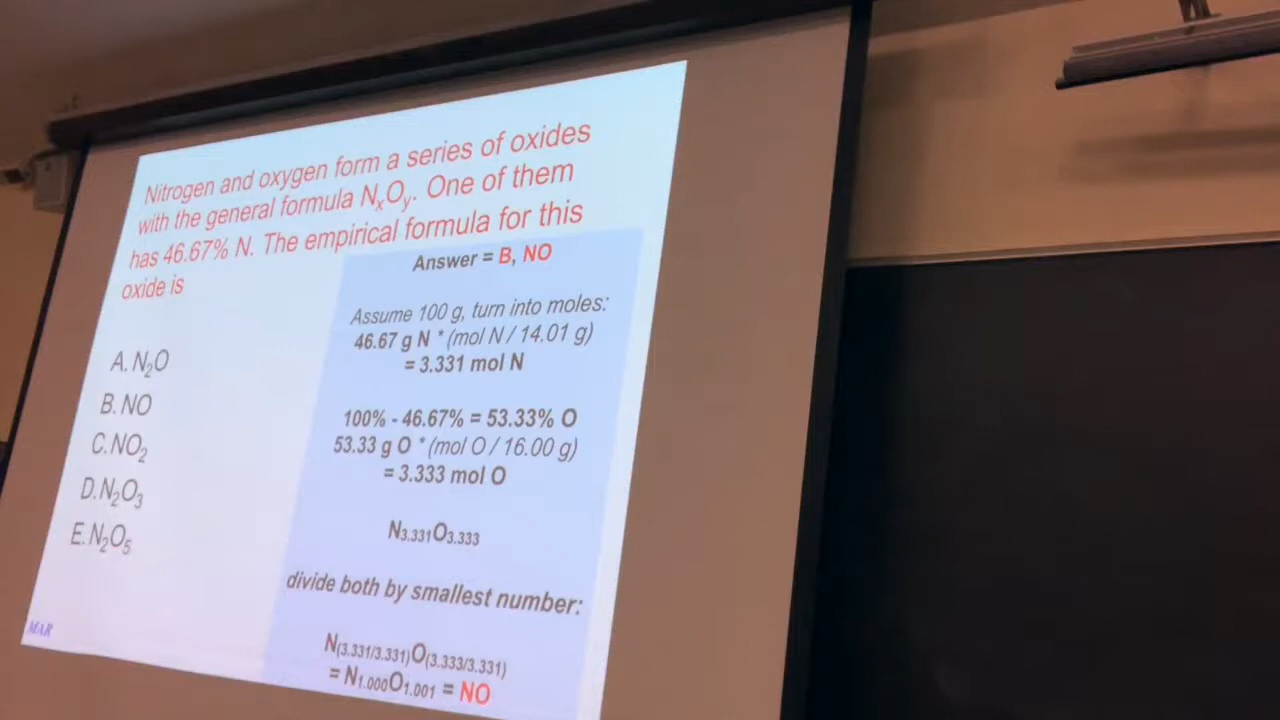 Nitrogen and oxygen form a series of oxides
with the general formula NₓOᵧ. One of them
has 46.67% N. The empirical formula for this
oxide is
A. N₂O
B. NO
C. NO₂
D. N₂O₃
E. N₂O₅
MAR
Answer = B, NO
Assume 100 g, turn into moles:
46.67 g N * (mol N / 14.01 g)
= 3.331 mol N
100% - 46.67% = 53.33% O
53.33 g O * (mol O / 16.00 g)
= 3.333 mol O
N₃.₃₃₁O₃.₃₃₃
divide both by smallest number:
N₍₃.₃₃₁/₃.₃₃₁₎O₍₃.₃₃₃/₃.₃₃₁₎
= N₁.₀₀₀O₁.₀₀₁ = NO